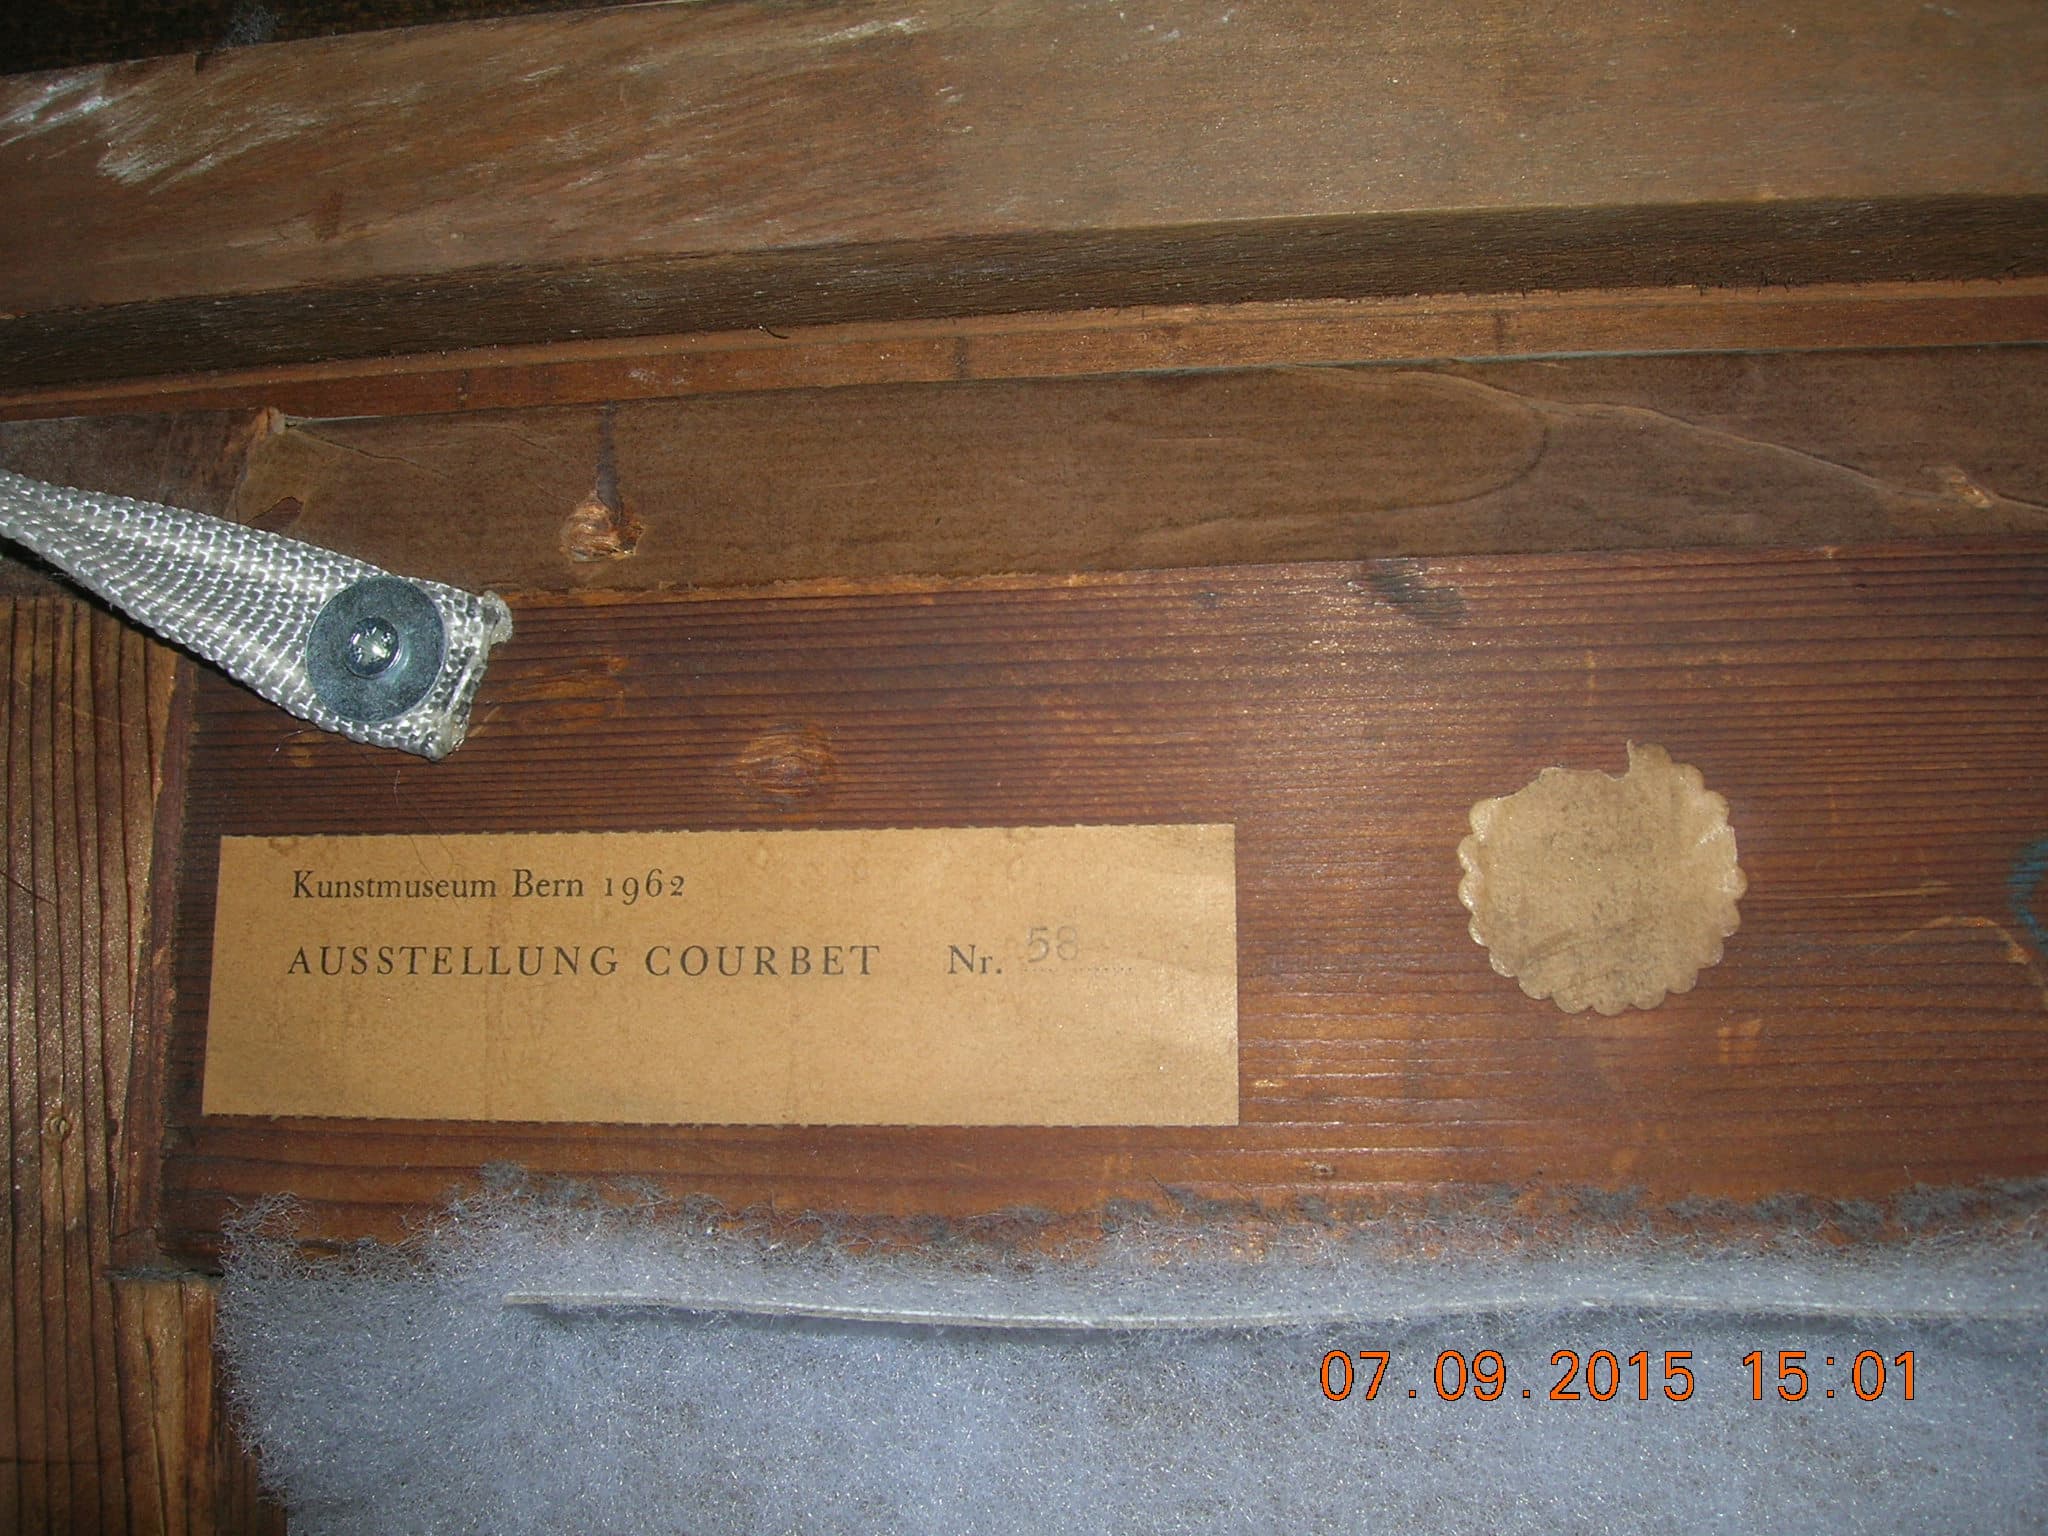 Kunstmuseum Bern 1962
AUSSTELLUNG COURBET Nr. 58
07.09.2015 15:01